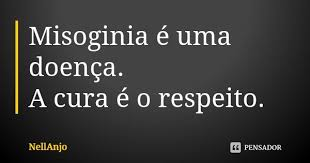 Misoginia é uma
doença.
A cura é o respeito.
NellAnjo
PENSADOR